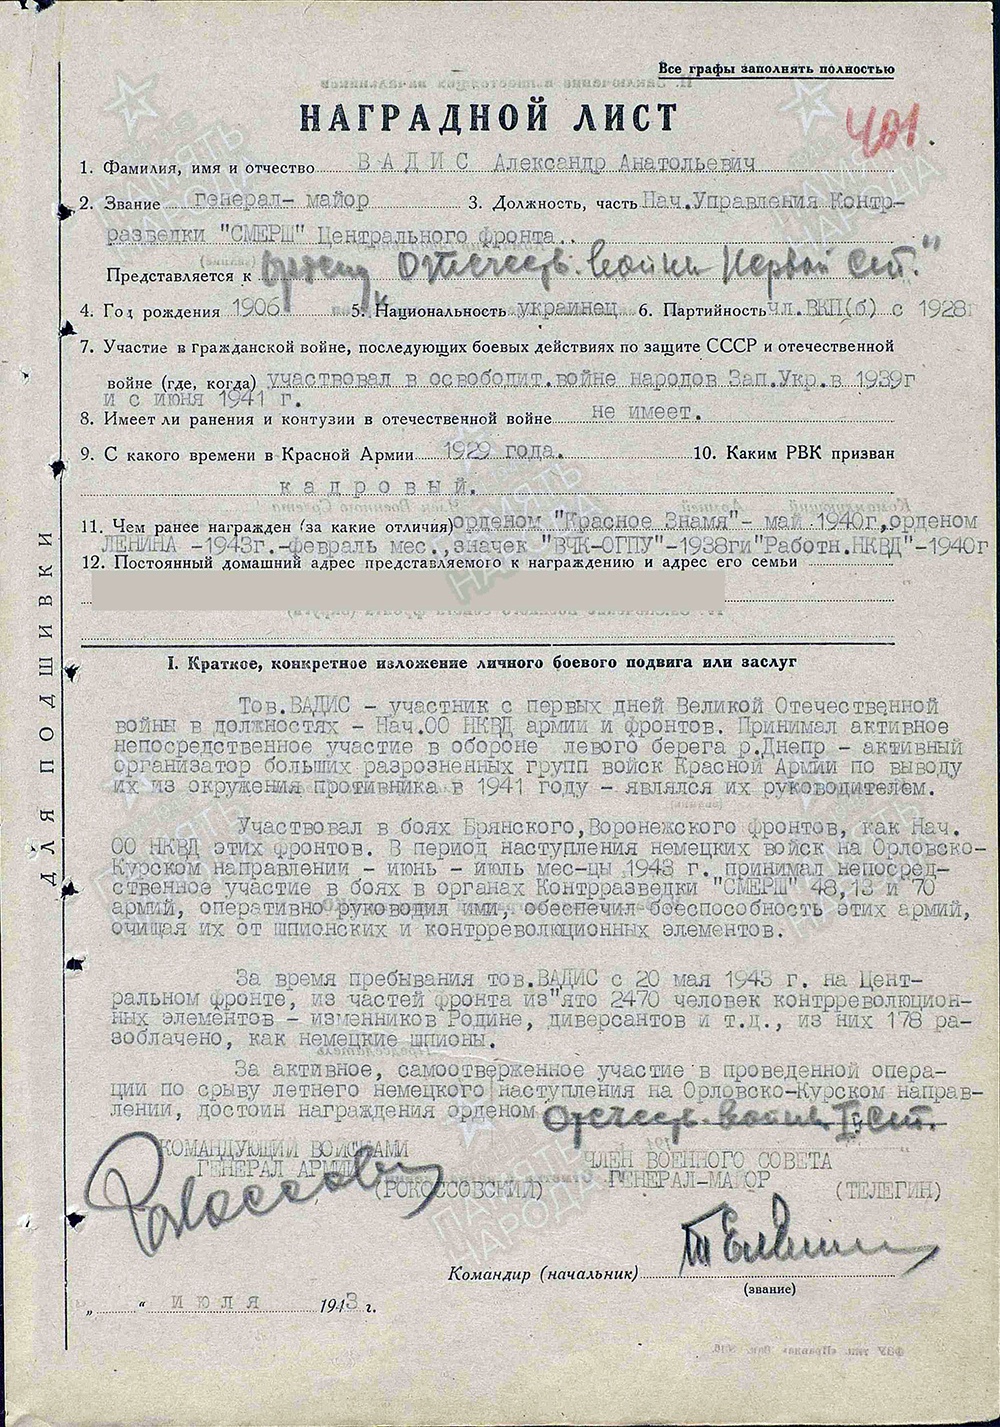 Все графы заполнять полностью
НАГРАДНОЙ ЛИСТ
401.
1. Фамилия, имя и отчество ВАДИС Александр Анатольевич
2. Звание генерал-майор 3. Должность, часть Нач.Управления Контр-
разведки "СМЕРШ" Центрального фронта.
Представляется к ордену Отечеств. войны Первой ст."
4. Год рождения 1906 5. Национальность украинец 6. Партийность чл.ВКП(б) с 1928г
7. Участие в гражданской войне, последующих боевых действиях по защите СССР и отечественной
войне (где, когда) участвовал в освободит.войне народов Зап.Укр.в 1939г
и с июня 1941 г.
8. Имеет ли ранения и контузии в отечественной войне не имеет.
9. С какого времени в Красной Армии 1929 года. 10. Каким РВК призван
кадровый.
11. Чем ранее награжден (за какие отличия) орденом "Красное Знамя"- май 1940г,орденом
ЛЕНИНА -1943г.-февраль мес.,значек "ВЧК-ОГПУ"-1938ги"Работн.НКВД"-1940г
12. Постоянный домашний адрес представляемого к награждению и адрес его семьи
ДЛЯ ПОДШИВКИ
I. Краткое, конкретное изложение личного боевого подвига или заслуг
Тов.ВАДИС - участник с первых дней Великой Отечественной
войны в должностях - Нач.ОО НКВД армии и фронтов. Принимал активное
непосредственное участие в обороне левого берега р.Днепр - активный
организатор больших разрозненных групп войск Красной Армии по выводу
их из окружения противника в 1941 году - являлся их руководителем.
Участвовал в боях Брянского,Воронежского фронтов, как Нач.
ОО НКВД этих фронтов. В период наступления немецких войск на Орловско-
Курском направлении - июнь - июль мес-цы 1943 г. принимал непосред-
ственное участие в боях в органах Контрразведки "СМЕРШ" 48,13 и 70
армий, оперативно руководил ими, обеспечил боеспособность этих армий,
очищая их от шпионских и контрреволюционных элементов.
За время пребывания тов.ВАДИС с 20 мая 1943 г. на Цент-
ральном фронте, из частей фронта из"ято 2470 человек контрреволюцион-
ных элементов - изменников Родине, диверсантов и т.д., из них 178 ра-
зоблачено, как немецкие шпионы.
За активное, самоотверженное участие в проведенной опера-
ции по срыву летнего немецкого наступления на Орловско-Курском направ-
лении, достоин награждения орденом Отечеств. войны I ст.
КОМАНДУЮЩИЙ ВОЙСКАМИ
ГЕНЕРАЛ АРМИИ
(РОКОССОВСКИЙ)
ЧЛЕН ВОЕННОГО СОВЕТА
ГЕНЕРАЛ-МАЙОР (ТЕЛЕГИН)
Командир (начальник)
(звание)
" " июля 1943 г.
ПАМЯТЬ НАРОДА